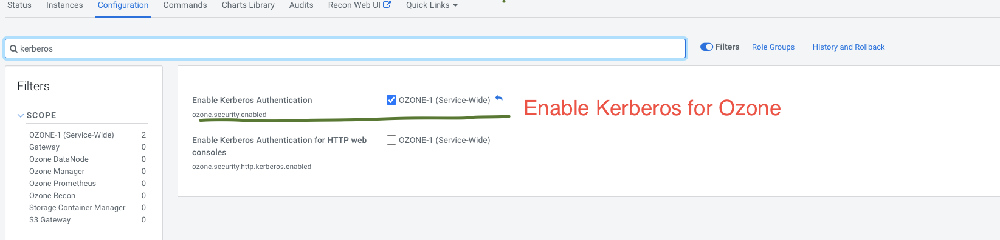 Status Instances Configuration Commands Charts Library Audits Recon Web UI Quick Links
kerberos
Filters Role Groups History and Rollback
Filters
SCOPE
OZONE-1 (Service-Wide) 2
Gateway 0
Ozone DataNode 0
Ozone Manager 0
Ozone Prometheus 0
Ozone Recon 0
Storage Container Manager 0
S3 Gateway 0
Enable Kerberos Authentication OZONE-1 (Service-Wide)
ozone.security.enabled
Enable Kerberos for Ozone
Enable Kerberos Authentication for HTTP web OZONE-1 (Service-Wide)
consoles
ozone.security.http.kerberos.enabled